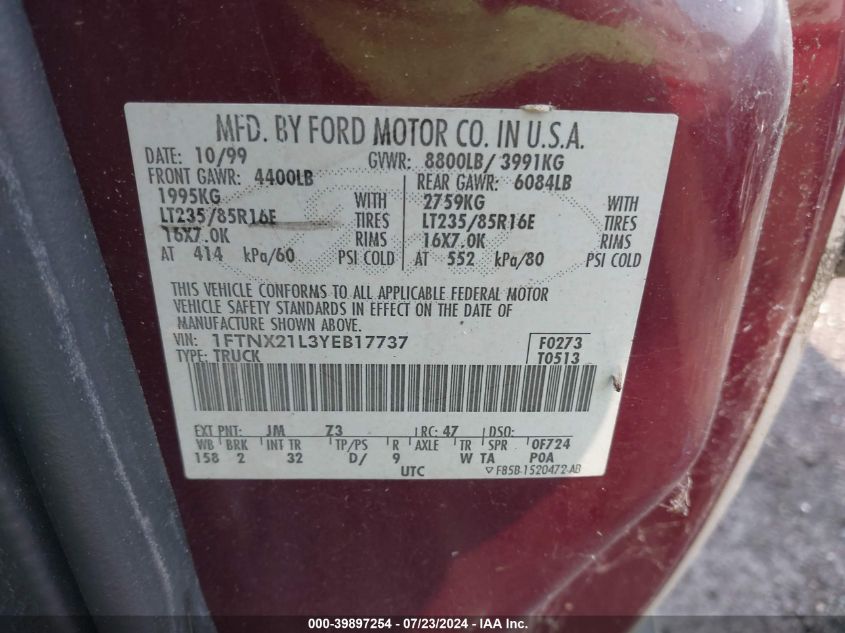 MFD. BY FORD MOTOR CO. IN U.S.A.
DATE: 10/99 GVWR: 8800LB/ 3991KG
FRONT GAWR: 4400LB REAR GAWR: 6084LB
1995KG WITH 2759KG WITH
LT235/85R16E TIRES LT235/85R16E TIRES
16X7.0K RIMS 16X7.0K RIMS
AT 414 kPa/60 PSI COLD AT 552 kPa/80 PSI COLD
THIS VEHICLE CONFORMS TO ALL APPLICABLE FEDERAL MOTOR
VEHICLE SAFETY STANDARDS IN EFFECT ON THE DATE OF
MANUFACTURE SHOWN ABOVE.
VIN: 1FTNX21L3YEB17737 F0273
TYPE: TRUCK T0513
EXT PNT: JM Z3 RC: 47 DSO:
WB BRK INT TR TP/PS R AXLE TR SPR OF724
158 2 32 D/ 9 W TA POA
UTC F85B-1520472-AB
000-39897254 - 07/23/2024 - IAA Inc.